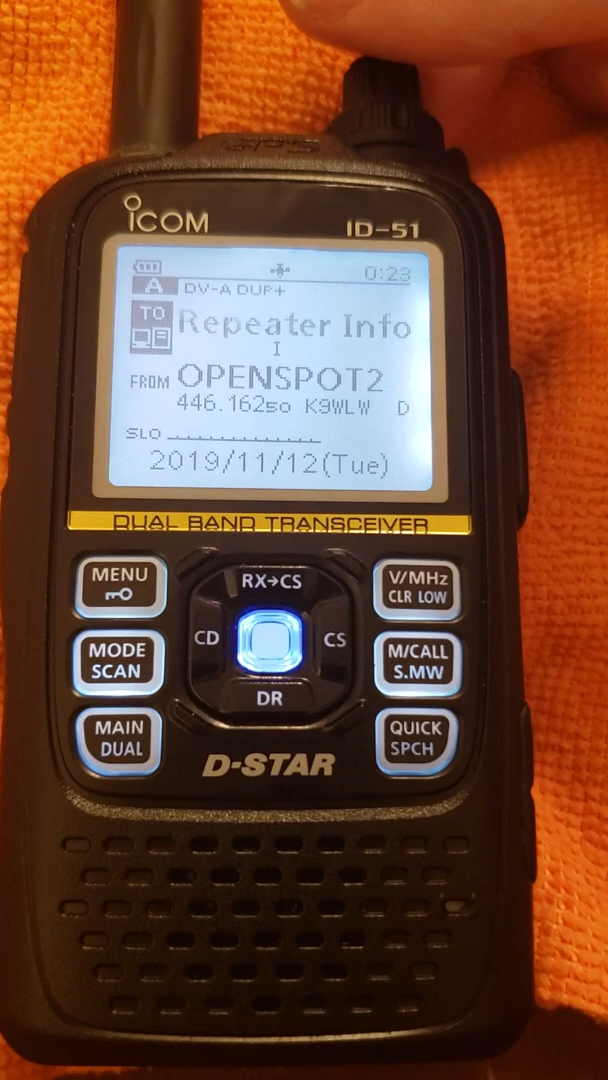 GPS
iCOM ID-51
0:23
A DV-A DUP+
TO Repeater Info
I
FROM OPENSPOT2
446.16250 K9WLW D
SLO
2019/11/12(Tue)
DUAL BAND TRANSCEIVER
MENU RX→CS V/MHz
CLR LOW
MODE CD CS M/CALL
SCAN S.MW
MAIN DR QUICK
DUAL SPCH
D-STAR